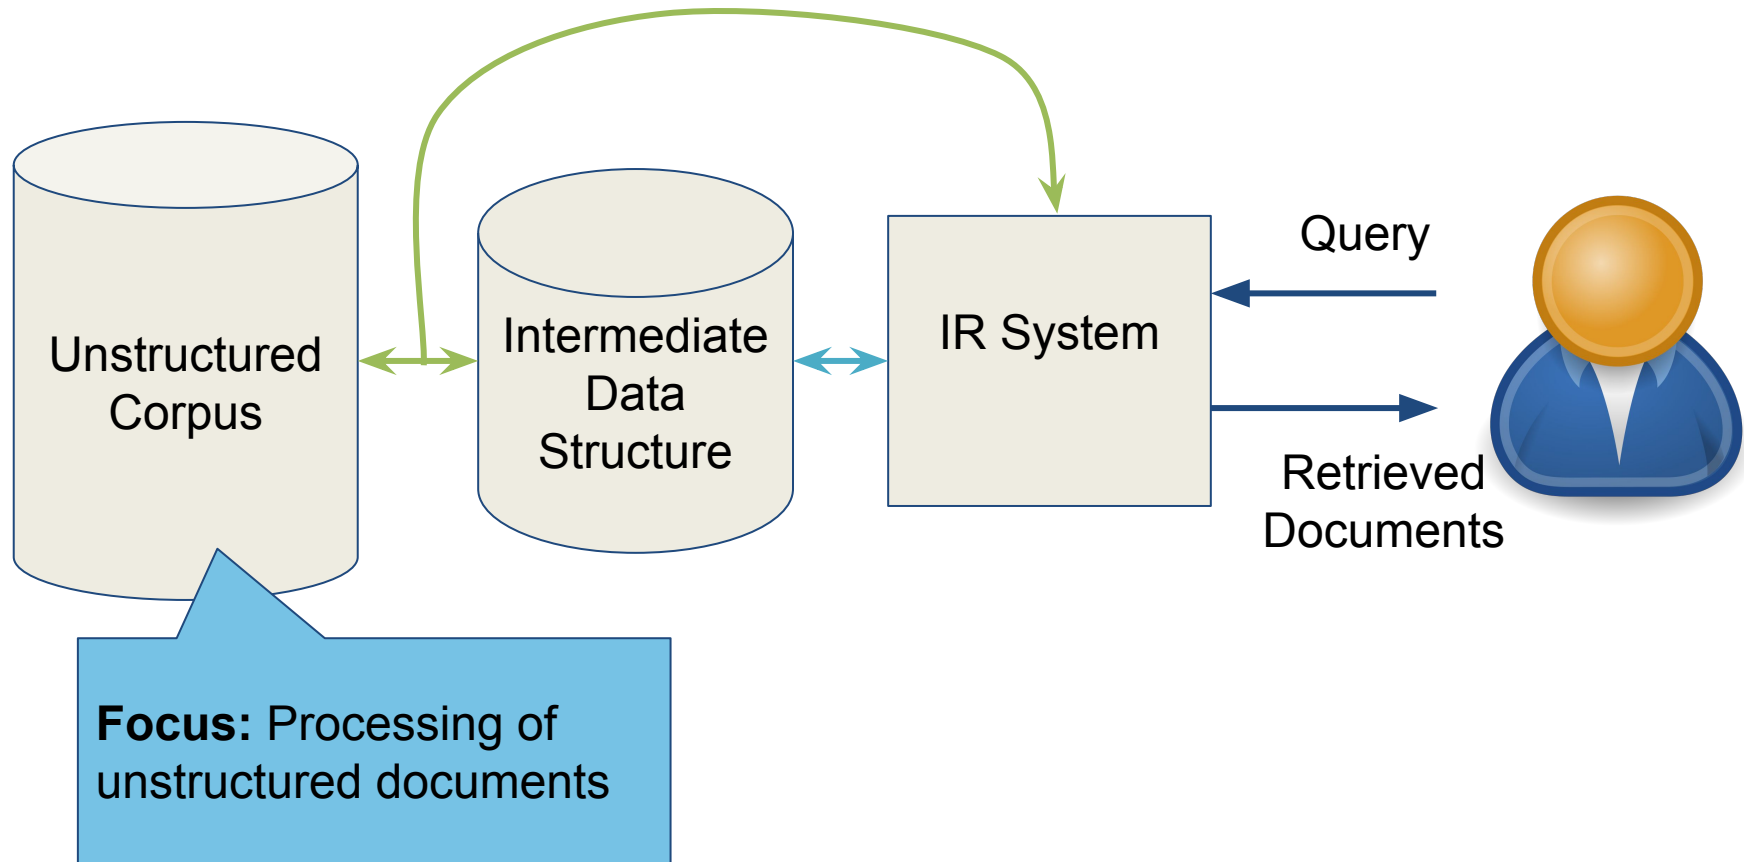 Unstructured
Corpus
Intermediate
Data
Structure
IR System
Query
Retrieved
Documents
Focus: Processing of
unstructured documents